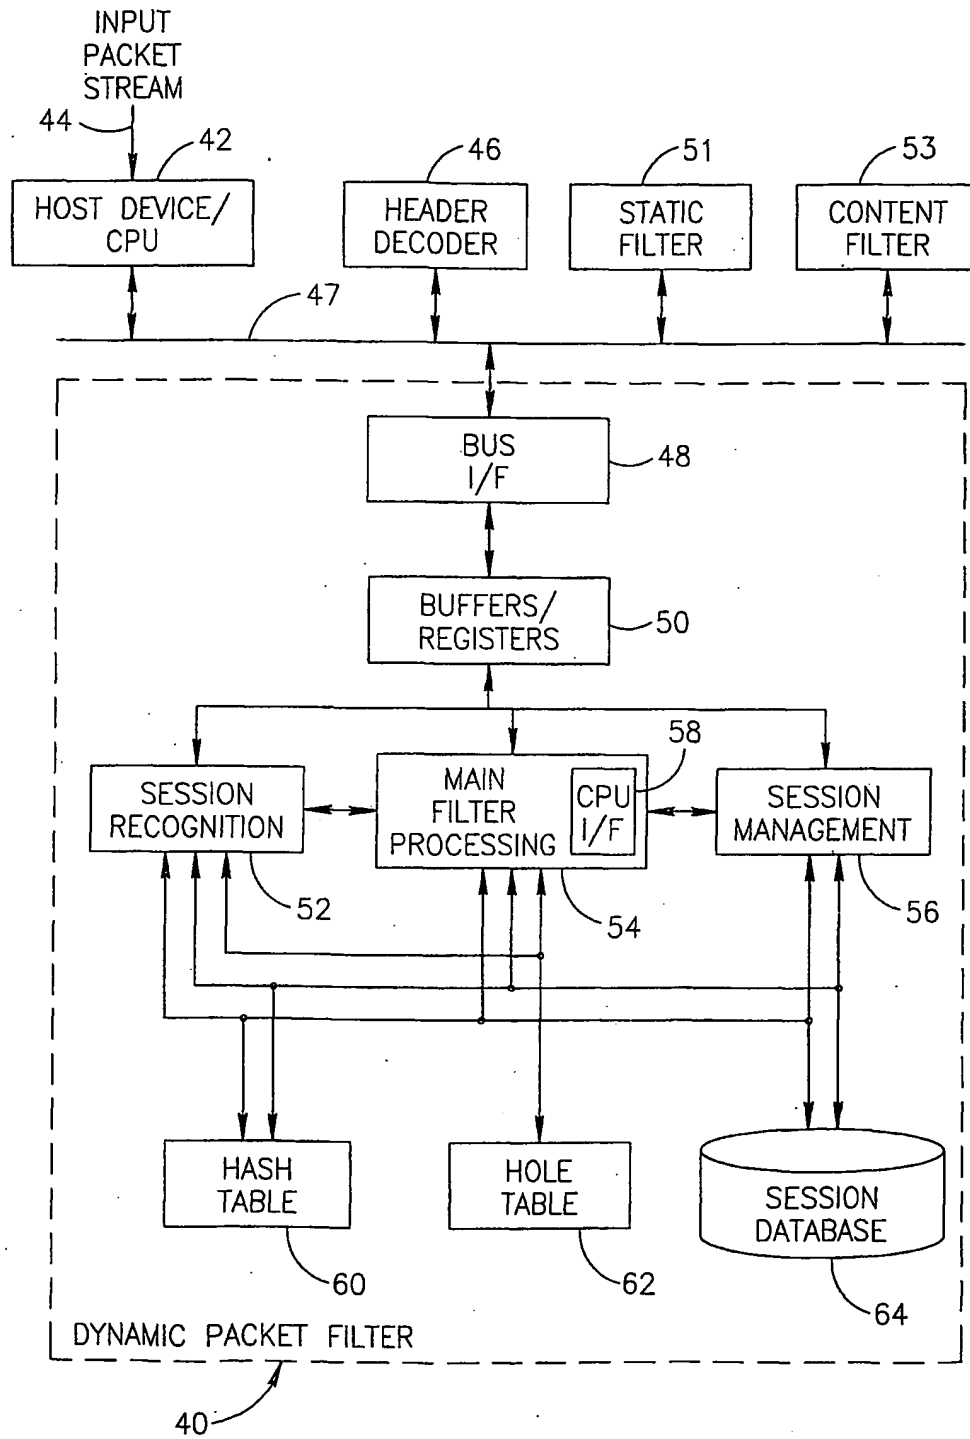 INPUT
PACKET
STREAM
44
42
46
51
53
HOST DEVICE/
CPU
HEADER
DECODER
STATIC
FILTER
CONTENT
FILTER
47
BUS
I/F
48
BUFFERS/
REGISTERS
50
58
SESSION
RECOGNITION
MAIN
FILTER
PROCESSING
CPU
I/F
SESSION
MANAGEMENT
52
54
56
HASH
TABLE
HOLE
TABLE
SESSION
DATABASE
60
62
64
DYNAMIC PACKET FILTER
40